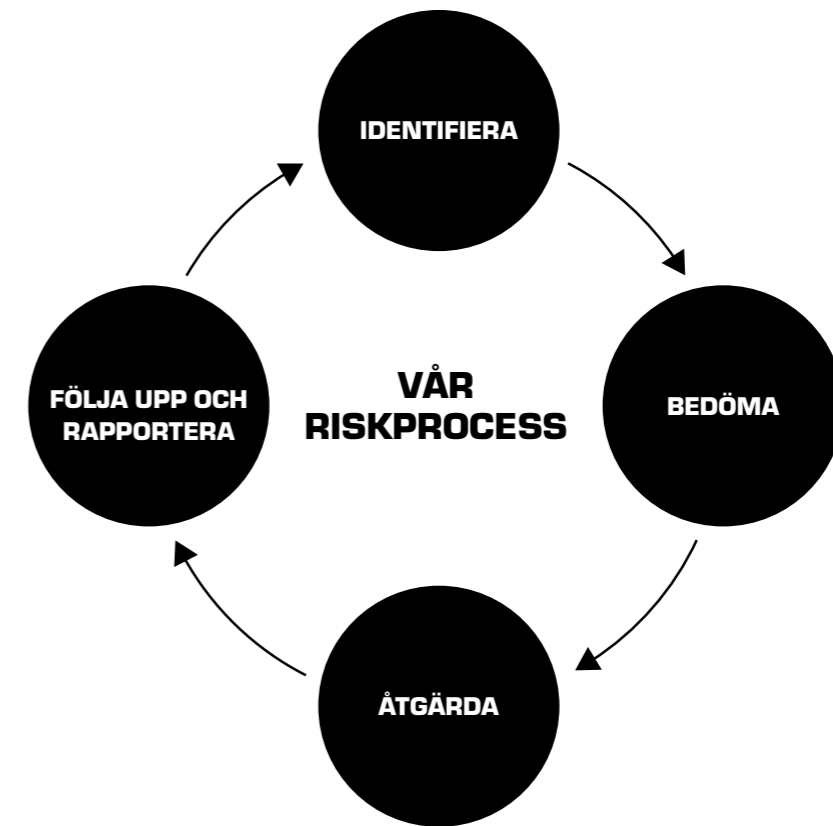 IDENTIFIERA
BEDÖMA
ÅTGÄRDA
FÖLJA UPP OCH
RAPPORTERA
VÅR
RISKPROCESS